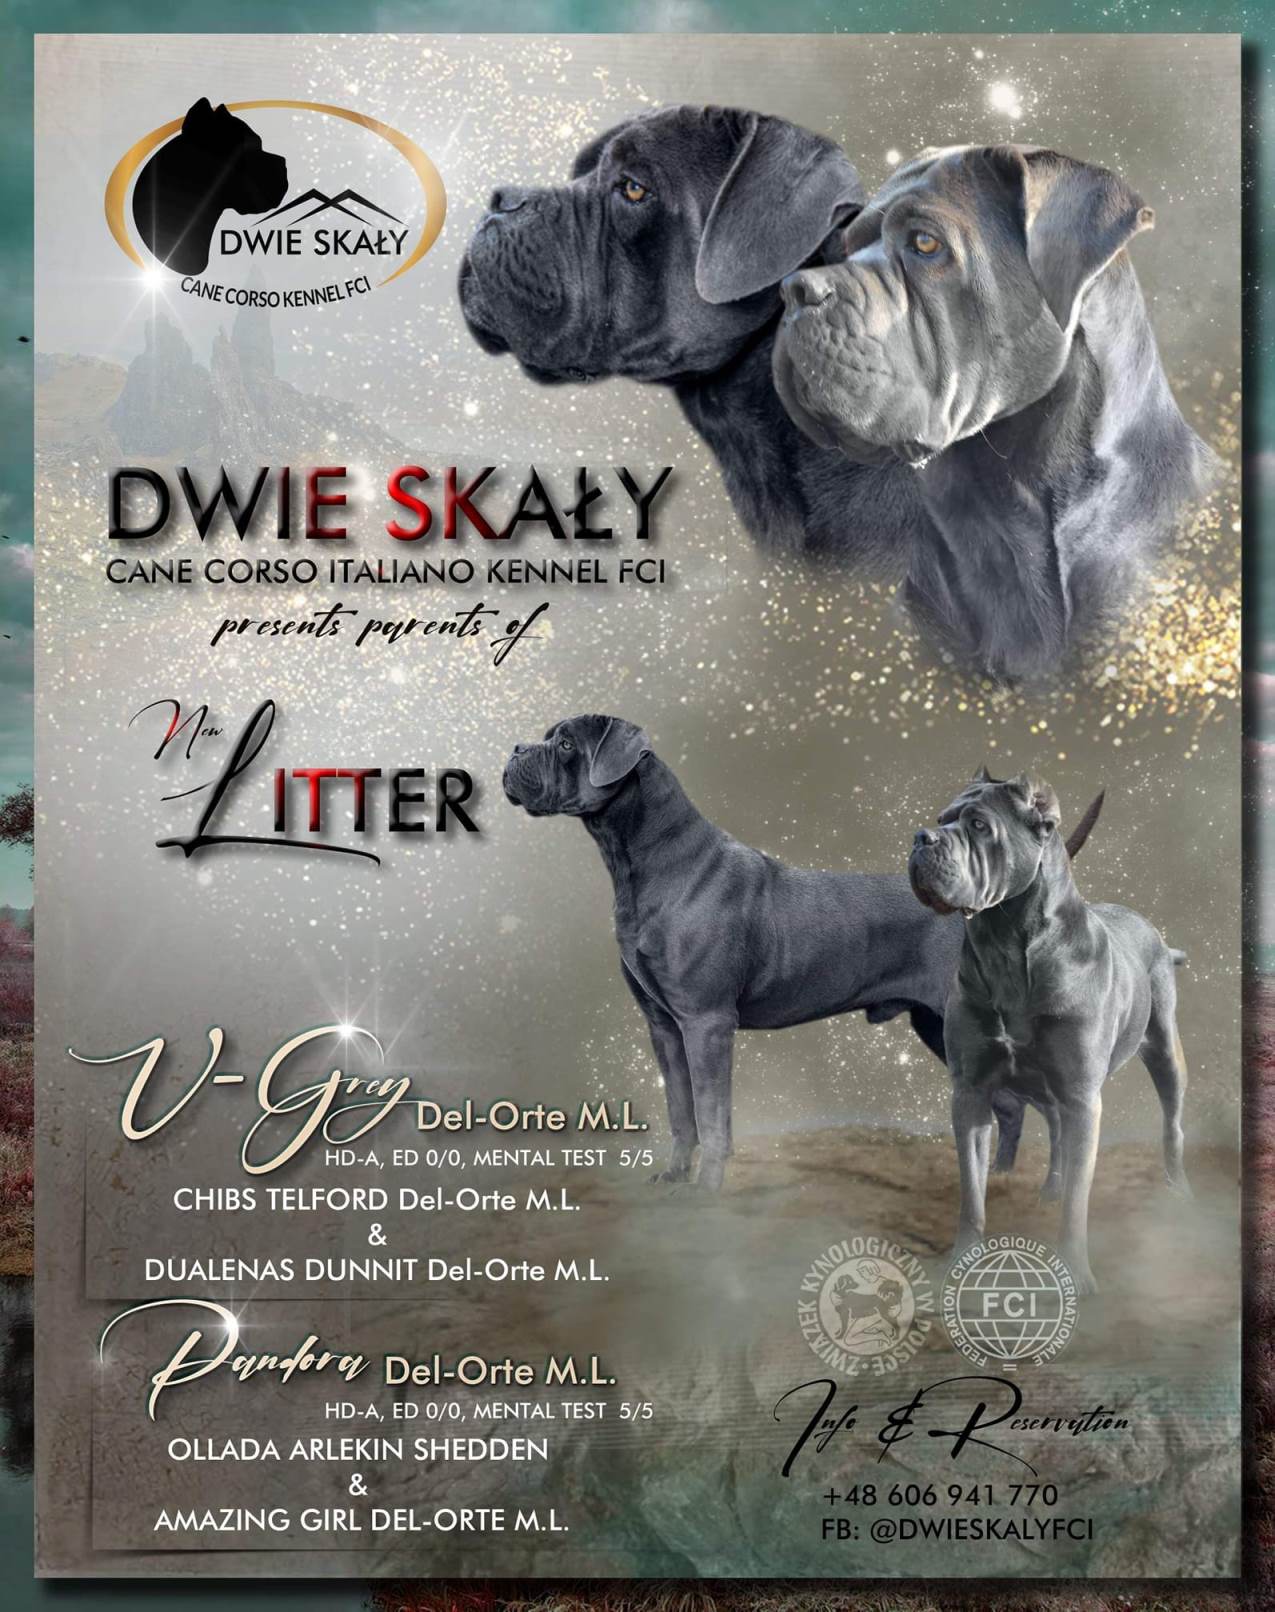 DWIE SKAŁY
CANE CORSO KENNEL FCI
DWIE SKAŁY
CANE CORSO ITALIANO KENNEL FCI
presents parents of
New
LITTER
V-Grey Del-Orte M.L.
HD-A, ED 0/0, MENTAL TEST 5/5
CHIBS TELFORD Del-Orte M.L.
&
DUALENAS DUNNIT Del-Orte M.L.
Pandora Del-Orte M.L.
HD-A, ED 0/0, MENTAL TEST 5/5
OLLADA ARLEKIN SHEDDEN
&
AMAZING GIRL DEL-ORTE M.L.
ZWIĄZEK KYNOLOGICZNY W POLSCE
FEDERATION CYNOLOGIQUE INTERNATIONALE
FCI
Info & Reservation
+48 606 941 770
FB: @DWIESKALYFCI